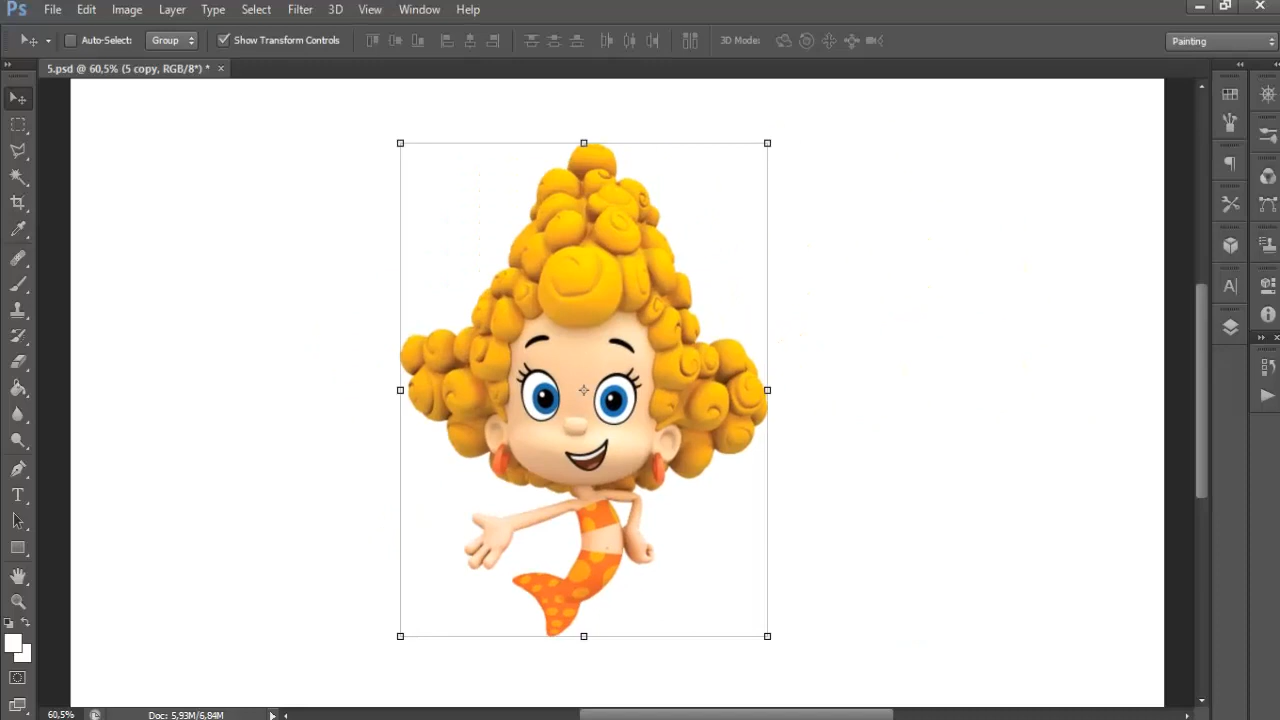 Ps File Edit Image Layer Type Select Filter 3D View Window Help
Auto-Select: Group Show Transform Controls 3D Mode: Painting
5.psd @ 60,5% (5 copy, RGB/8*) * ×
60,5% Doc: 5,93M/6,84M